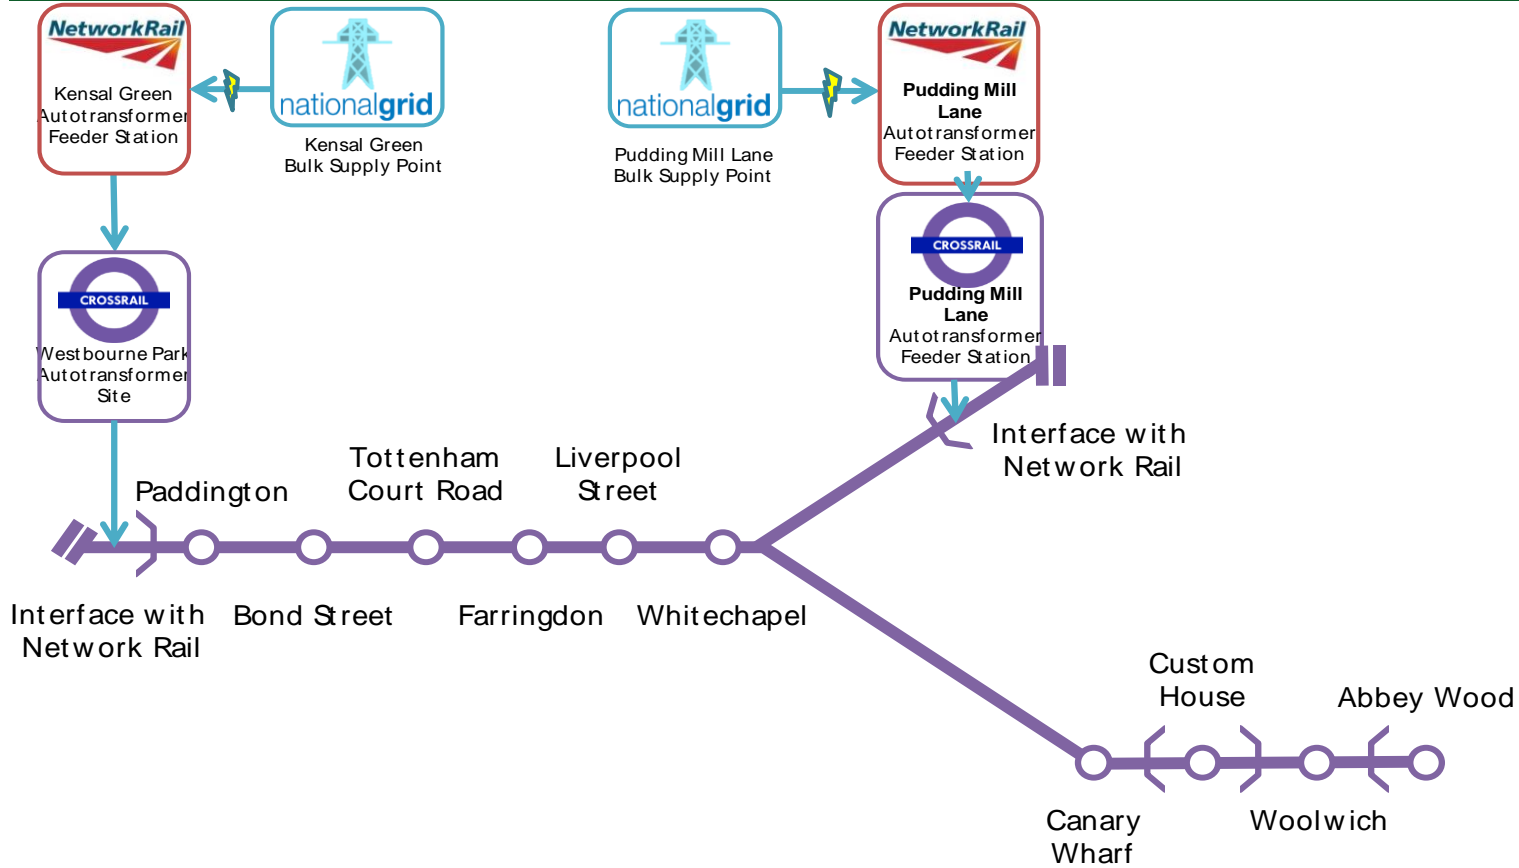 NetworkRail
Kensal Green
Autotransformer
Feeder Station
nationalgrid
Kensal Green
Bulk Supply Point
nationalgrid
Pudding Mill Lane
Bulk Supply Point
NetworkRail
Pudding Mill
Lane
Autotransformer
Feeder Station
CROSSRAIL
Westbourne Park
Autotransformer
Site
CROSSRAIL
Pudding Mill
Lane
Autotransformer
Feeder Station
Interface with
Network Rail
Paddington
Tottenham
Court Road
Liverpool
Street
Interface with
Network Rail
Bond Street
Farringdon
Whitechapel
Custom
House
Abbey Wood
Canary
Wharf
Woolwich